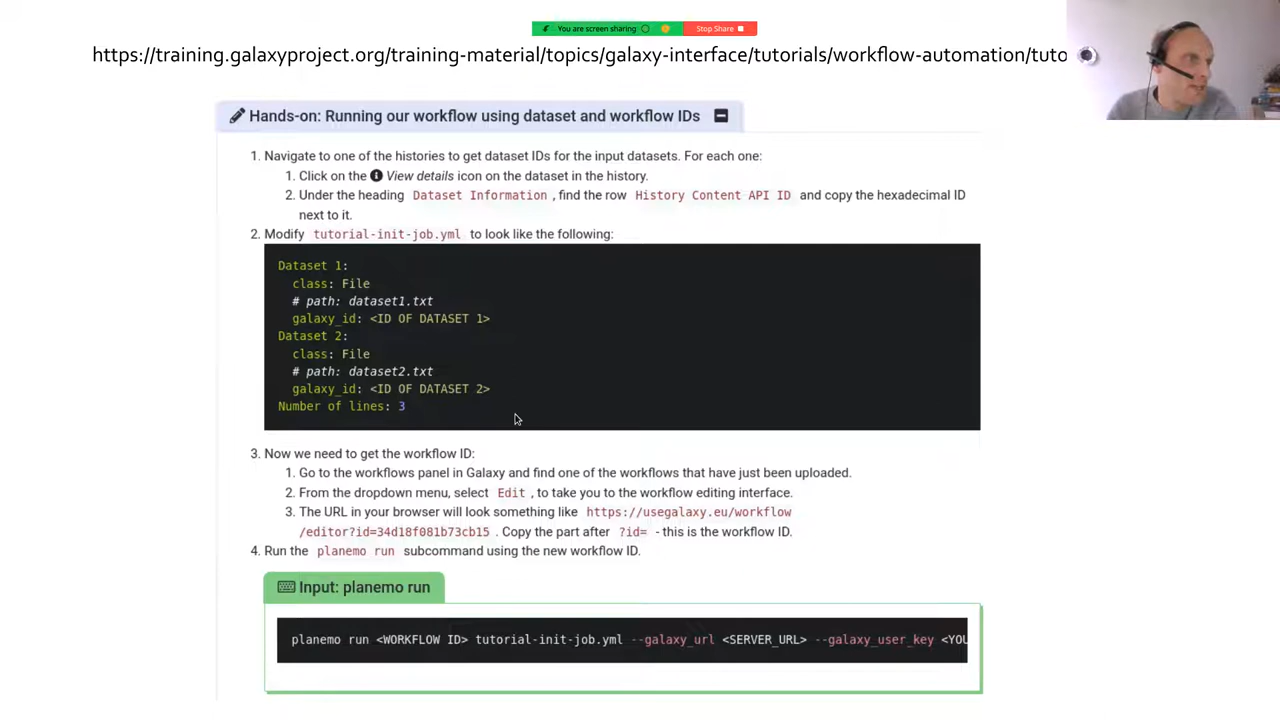 You are screen sharing
Stop Share
https://training.galaxyproject.org/training-material/topics/galaxy-interface/tutorials/workflow-automation/tuto
Hands-on: Running our workflow using dataset and workflow IDs
1. Navigate to one of the histories to get dataset IDs for the input datasets. For each one:
1. Click on the View details icon on the dataset in the history.
2. Under the heading Dataset Information , find the row History Content API ID and copy the hexadecimal ID
next to it.
2. Modify tutorial-init-job.yml to look like the following:
Dataset 1:
class: File
# path: dataset1.txt
galaxy_id: <ID OF DATASET 1>
Dataset 2:
class: File
# path: dataset2.txt
galaxy_id: <ID OF DATASET 2>
Number of lines: 3
3. Now we need to get the workflow ID:
1. Go to the workflows panel in Galaxy and find one of the workflows that have just been uploaded.
2. From the dropdown menu, select Edit , to take you to the workflow editing interface.
3. The URL in your browser will look something like https://usegalaxy.eu/workflow
/editor?id=34d18f081b73cb15 . Copy the part after ?id= - this is the workflow ID.
4. Run the planemo run subcommand using the new workflow ID.
Input: planemo run
planemo run <WORKFLOW ID> tutorial-init-job.yml --galaxy_url <SERVER_URL> --galaxy_user_key <YOU